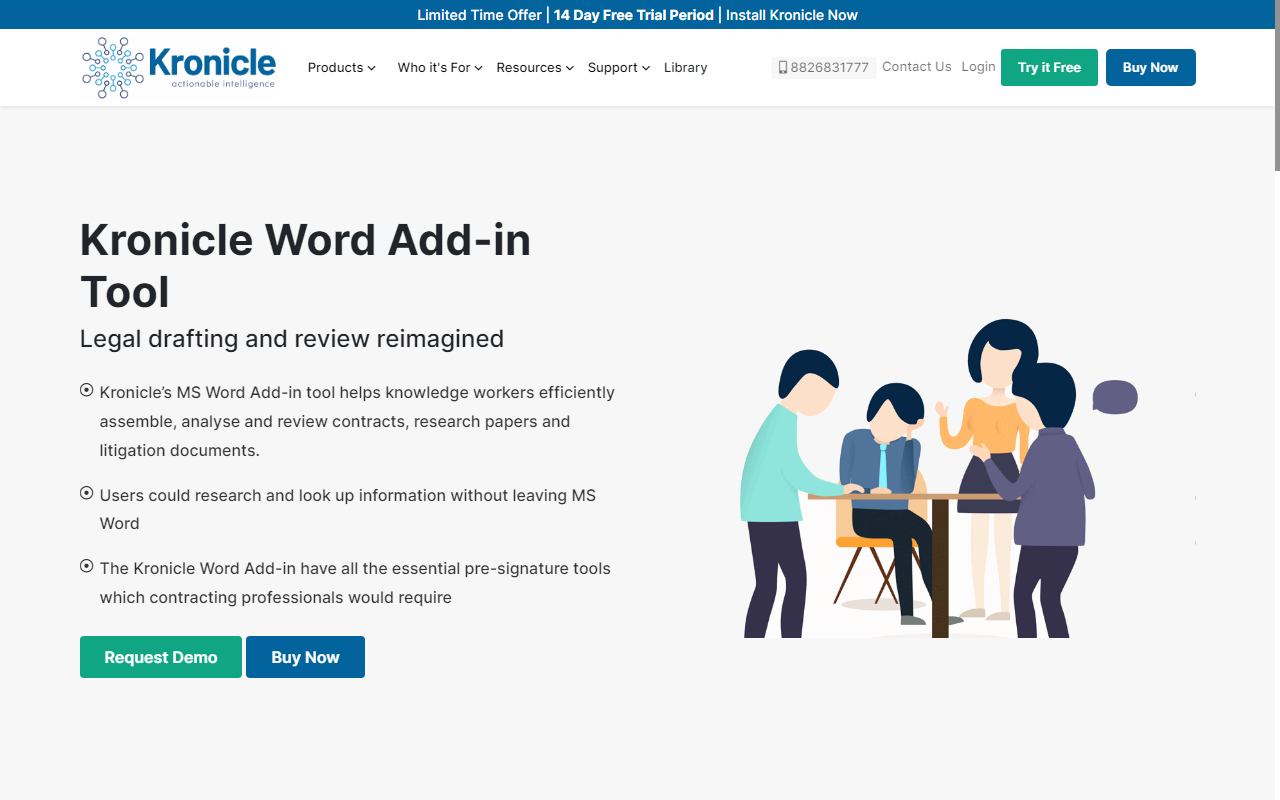 Limited Time Offer | 14 Day Free Trial Period | Install Kronicle Now
Kronicle
actionable intelligence
Products
Who it's For
Resources
Support
Library
8826831777
Contact Us
Login
Try it Free
Buy Now
Kronicle Word Add-in
Tool
Legal drafting and review reimagined
Kronicle’s MS Word Add-in tool helps knowledge workers efficiently
assemble, analyse and review contracts, research papers and
litigation documents.
Users could research and look up information without leaving MS
Word
The Kronicle Word Add-in have all the essential pre-signature tools
which contracting professionals would require
Request Demo
Buy Now